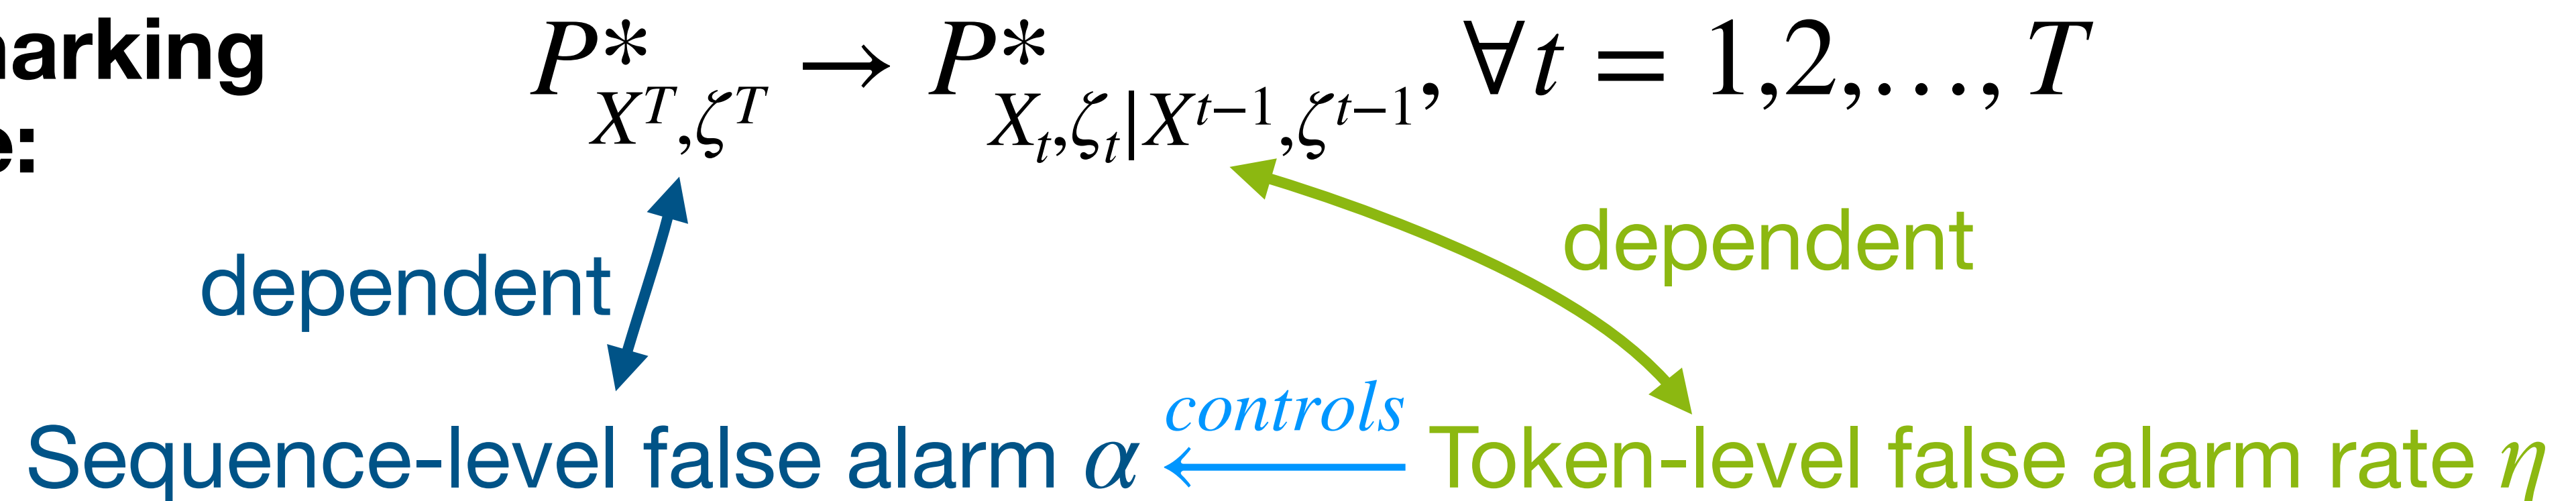 arking P*_{X^T,ζ^T} → P*_{X_t,ζ_t|X^{t−1},ζ^{t−1}}, ∀t = 1,2,…,T
e:
dependent
dependent
controls
Sequence-level false alarm α ← Token-level false alarm rate η